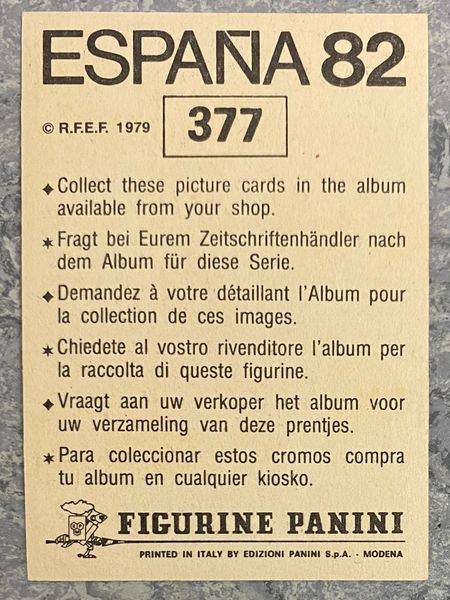 ESPAÑA 82
© R.F.E.F. 1979
377
Collect these picture cards in the album
available from your shop.
Fragt bei Eurem Zeitschriftenhändler nach
dem Album für diese Serie.
Demandez à votre détaillant l'Album pour
la collection de ces images.
Chiedete al vostro rivenditore l'album per
la raccolta di queste figurine.
Vraagt aan uw verkoper het album voor
uw verzameling van deze prentjes.
Para coleccionar estos cromos compra
tu album en cualquier kiosko.
FIGURINE PANINI
PRINTED IN ITALY BY EDIZIONI PANINI S.p.A. - MODENA